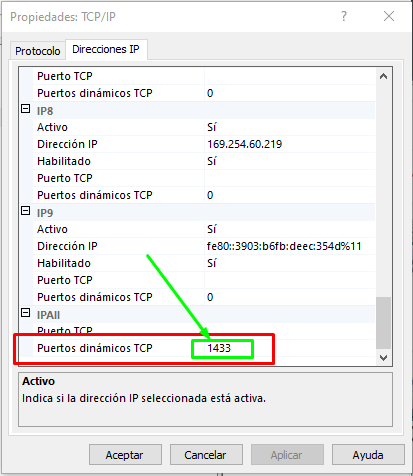 Propiedades: TCP/IP
Protocolo Direcciones IP
Puerto TCP
Puertos dinámicos TCP 0
IP8
Activo Sí
Dirección IP 169.254.60.219
Habilitado Sí
Puerto TCP
Puertos dinámicos TCP 0
IP9
Activo Sí
Dirección IP fe80::3903:b6fb:deec:354d%11
Habilitado Sí
Puerto TCP
Puertos dinámicos TCP 0
IPAll
Puerto TCP
Puertos dinámicos TCP 1433
Activo
Indica si la dirección IP seleccionada está activa.
Aceptar Cancelar Aplicar Ayuda